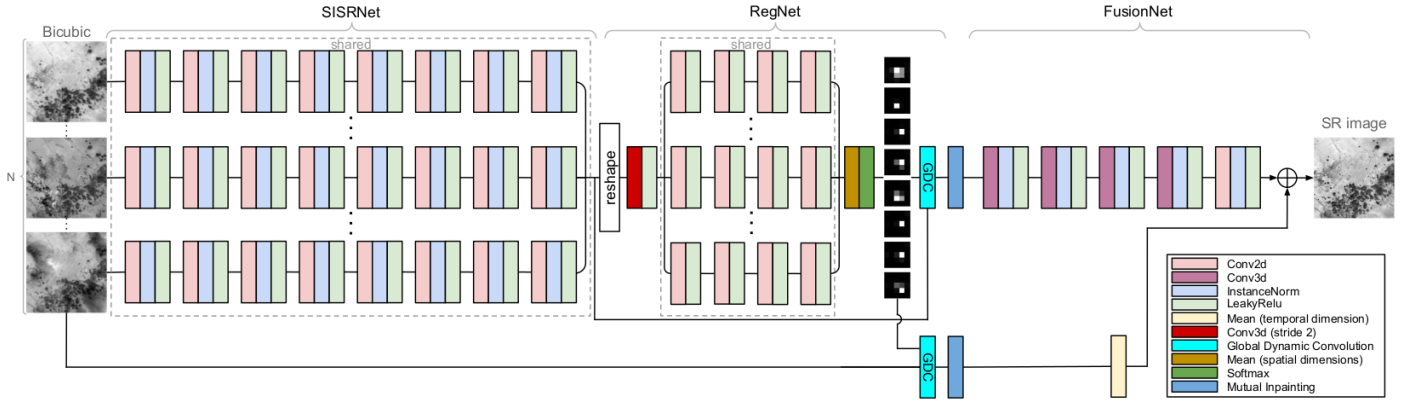 SISRNet
RegNet
FusionNet
Bicubic
shared
shared
N
reshape
GDC
SR image
GDC
Conv2d
Conv3d
InstanceNorm
LeakyRelu
Mean (temporal dimension)
Conv3d (stride 2)
Global Dynamic Convolution
Mean (spatial dimensions)
Softmax
Mutual Inpainting